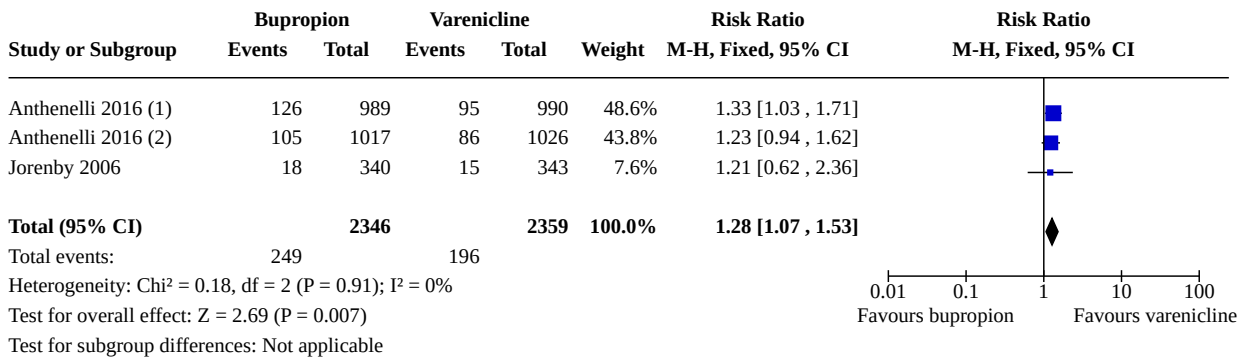 Bupropion Varenicline Risk Ratio Risk Ratio
Study or Subgroup Events Total Events Total Weight M-H, Fixed, 95% CI M-H, Fixed, 95% CI
Anthenelli 2016 (1) 126 989 95 990 48.6% 1.33 [1.03 , 1.71]
Anthenelli 2016 (2) 105 1017 86 1026 43.8% 1.23 [0.94 , 1.62]
Jorenby 2006 18 340 15 343 7.6% 1.21 [0.62 , 2.36]
Total (95% CI) 2346 2359 100.0% 1.28 [1.07 , 1.53]
Total events: 249 196
Heterogeneity: Chi² = 0.18, df = 2 (P = 0.91); I² = 0%
0.01 0.1 1 10 100
Test for overall effect: Z = 2.69 (P = 0.007) Favours bupropion Favours varenicline
Test for subgroup differences: Not applicable